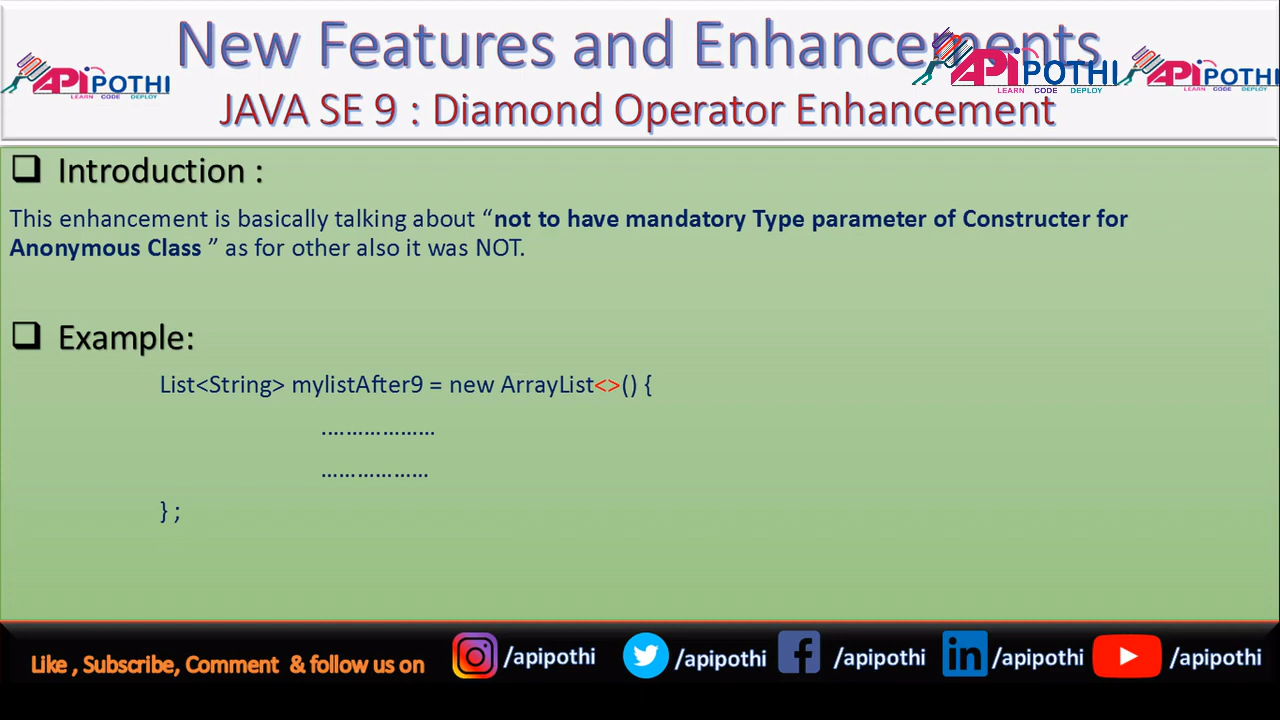 New Features and Enhancements
JAVA SE 9 : Diamond Operator Enhancement
APiPOTHI
LEARN CODE DEPLOY
APiPOTHI
LEARN CODE DEPLOY
APiPOTHI
LEARN CODE DEPLOY
Introduction :
This enhancement is basically talking about “not to have mandatory Type parameter of Constructer for
Anonymous Class ” as for other also it was NOT.
Example:
List<String> mylistAfter9 = new ArrayList<>() {
...................
..................
} ;
Like , Subscribe, Comment & follow us on
/apipothi
/apipothi
/apipothi
/apipothi
/apipothi